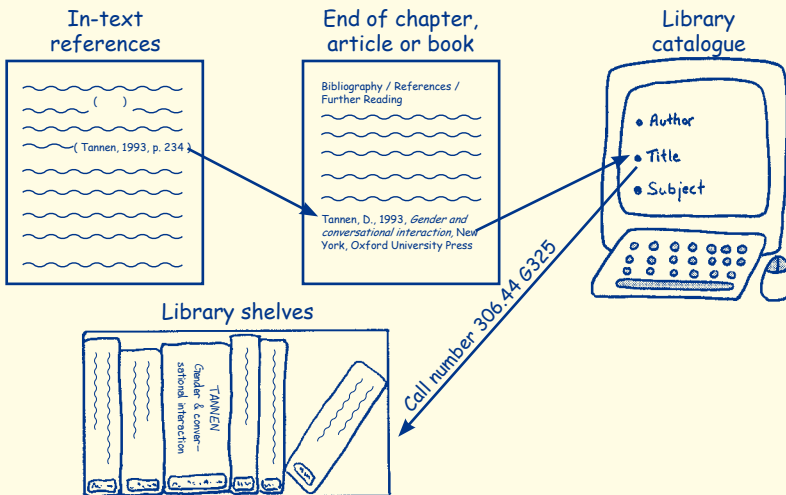 In-text
references
(      )
( Tannen, 1993, p. 234 )
End of chapter,
article or book
Bibliography / References /
Further Reading
Tannen, D., 1993, Gender and
conversational interaction, New
York, Oxford University Press
Library
catalogue
• Author
• Title
• Subject
Call number 306.44 G325
Library shelves
TANNEN
Gender & conver-
sational interaction